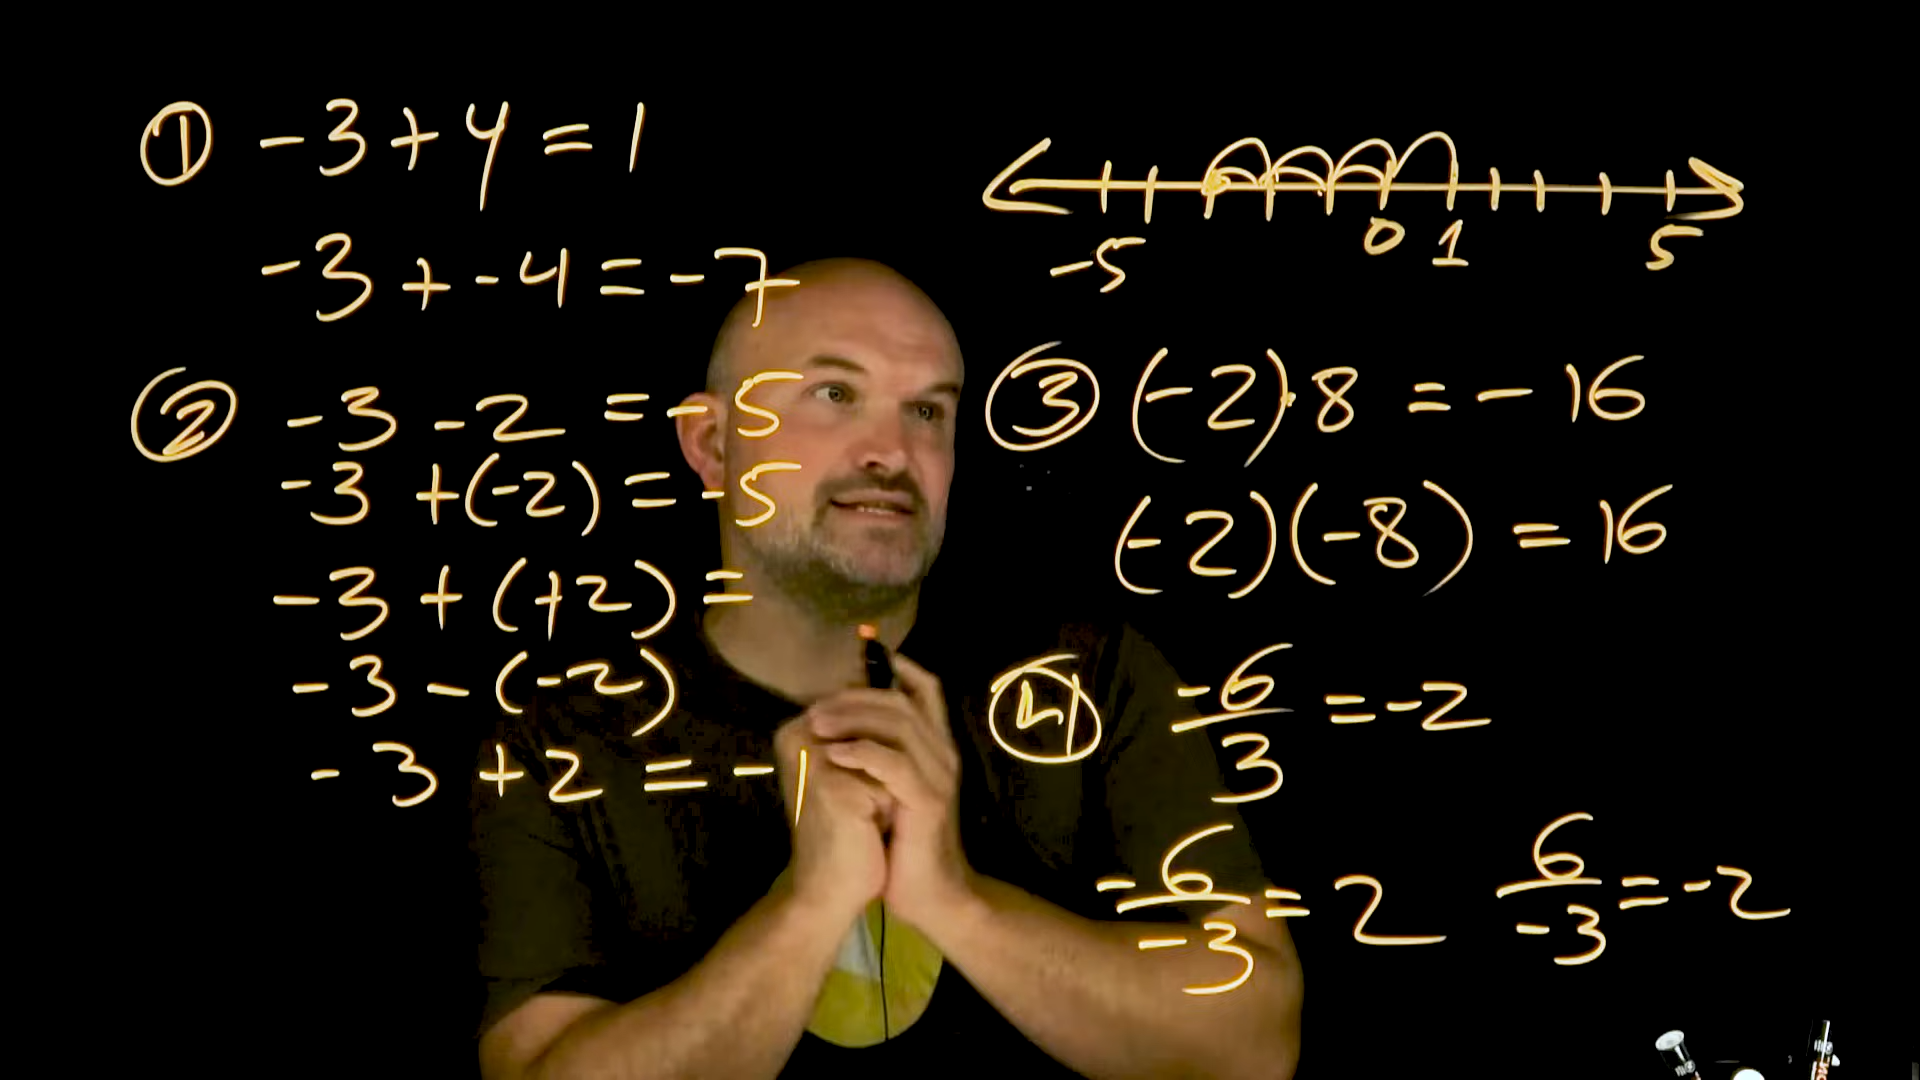 ① -3 + 4 = 1
-3 + -4 = -7
② -3 - 2 = -5
-3 + (-2) = -5
-3 + (+2) =
-3 - (-2)
-3 + 2 = -1
-5 0 1 5
③ (-2)·8 = -16
(-2)(-8) = 16
④ -6/3 = -2
-6/-3 = 2 6/-3 = -2